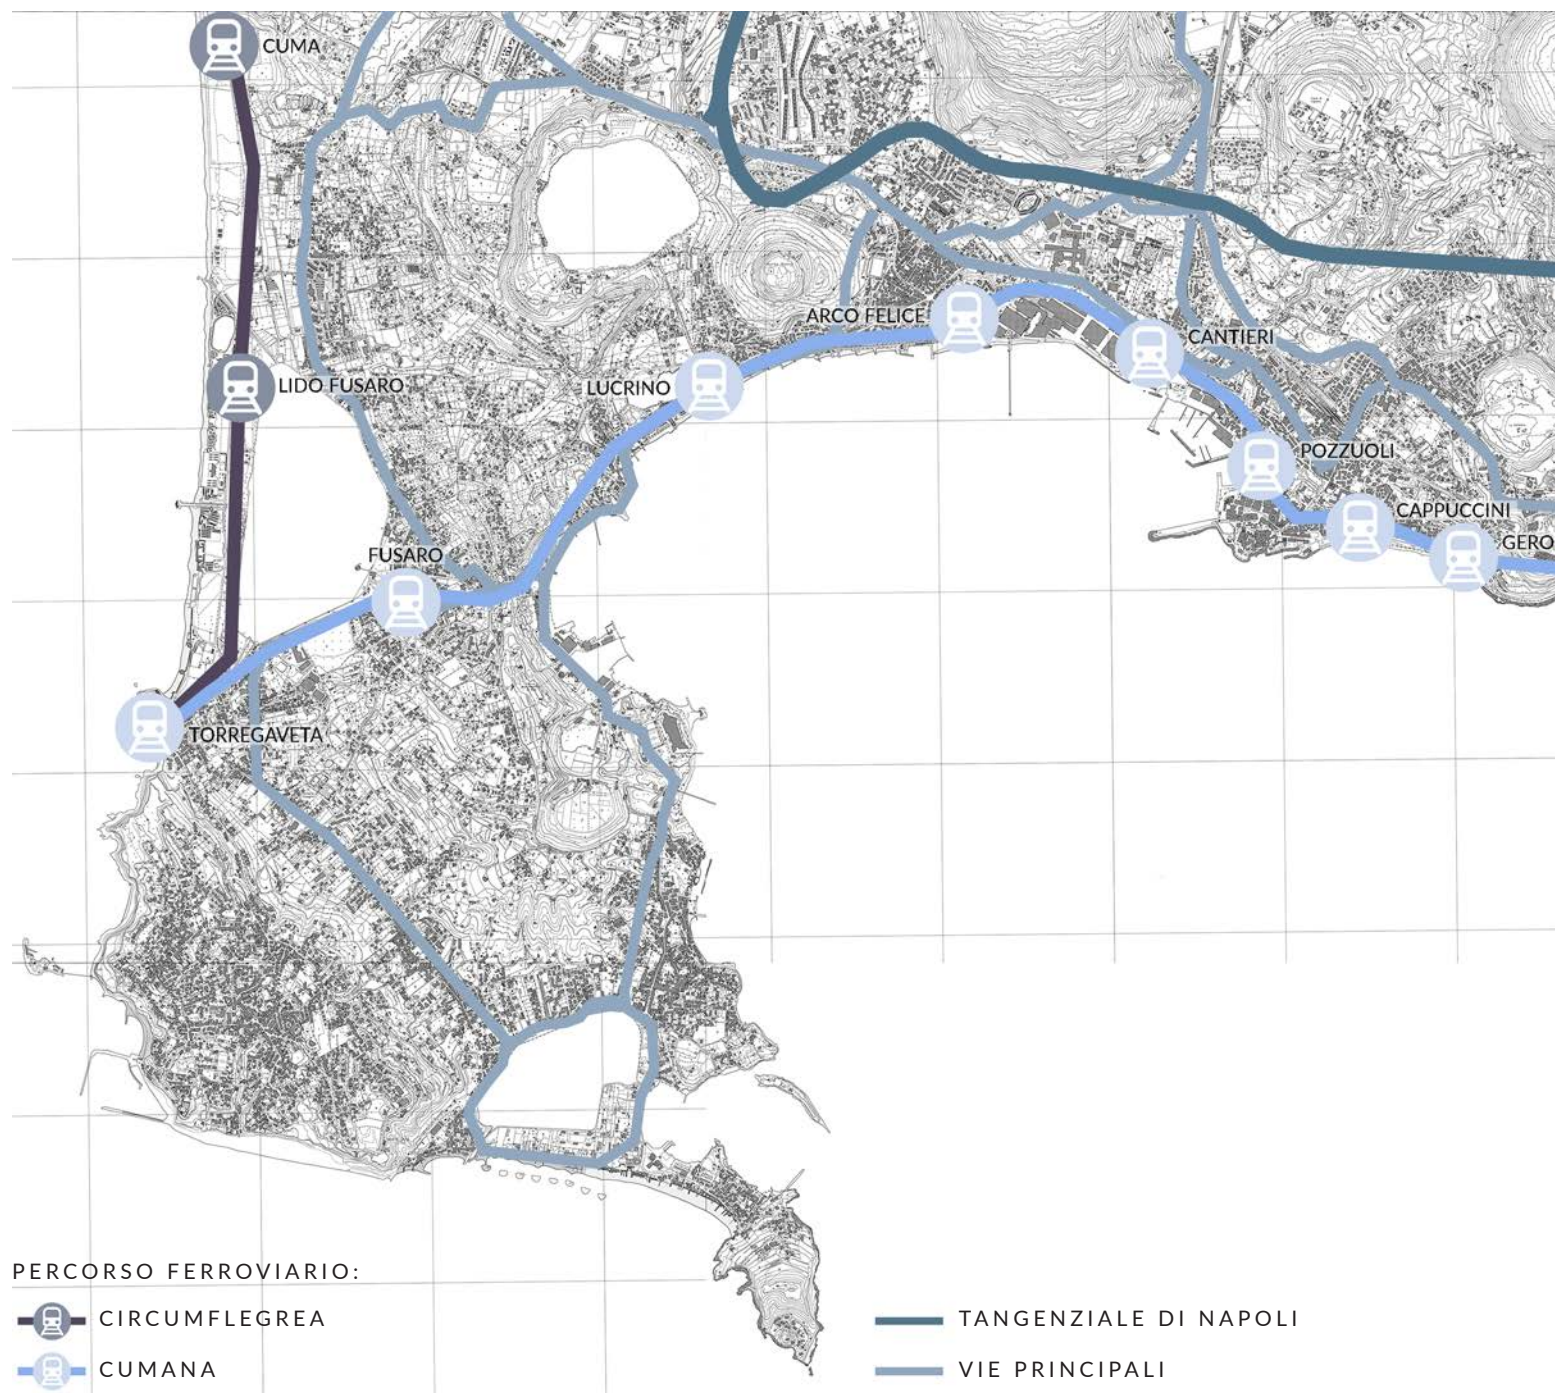 CUMA
ARCO FELICE
CANTIERI
LIDO FUSARO
LUCRINO
POZZUOLI
CAPPUCCINI
GERO
FUSARO
TORREGAVETA
PERCORSO FERROVIARIO:
CIRCUMFLEGREA
TANGENZIALE DI NAPOLI
CUMANA
VIE PRINCIPALI